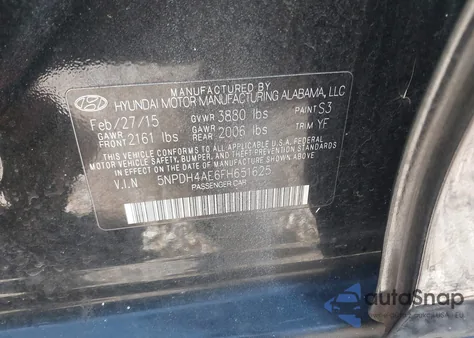 MANUFACTURED BY
HYUNDAI MOTOR MANUFACTURING ALABAMA, LLC
Feb/27/15 GVWR 3880 lbs PAINT S3
GAWR FRONT 2161 lbs GAWR REAR 2006 lbs TRIM YF
THIS VEHICLE CONFORMS TO ALL APPLICABLE U.S. FEDERAL
MOTOR VEHICLE SAFETY, BUMPER, AND THEFT PREVENTION
STANDARDS IN EFFECT ON THE DATE OF MANUFACTURE SHOWN ABOVE.
V.I.N 5NPDH4AE6FH651625
PASSENGER CAR
autoSnap